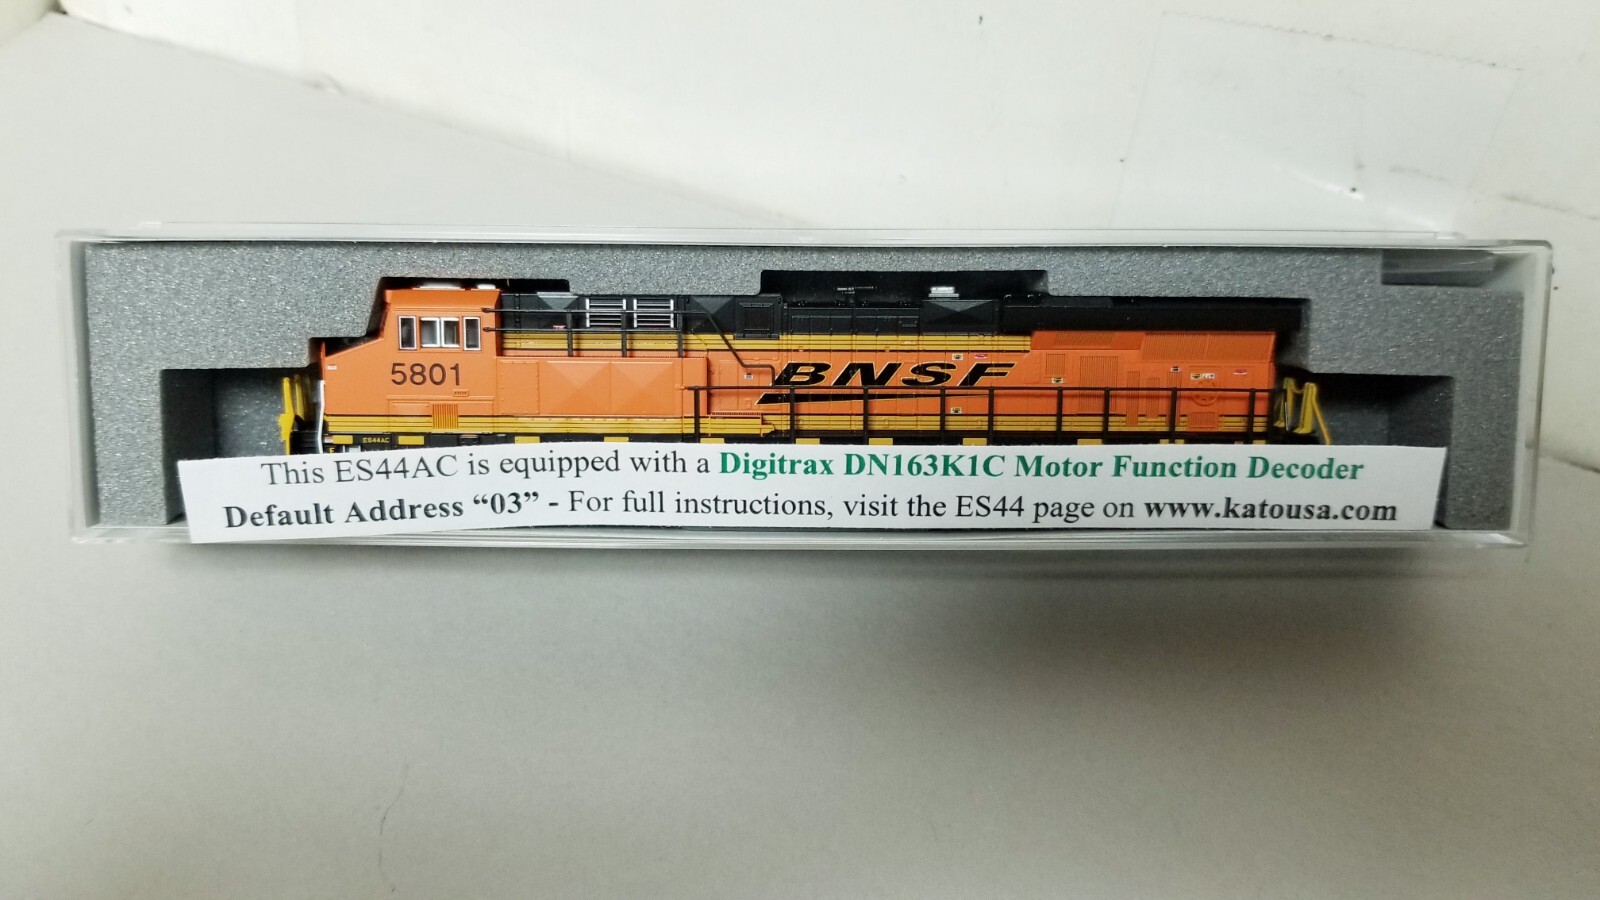 5801
BNSF
ES44AC
F
This ES44AC is equipped with a Digitrax DN163K1C Motor Function Decoder
Default Address “03” - For full instructions, visit the ES44 page on www.katousa.com